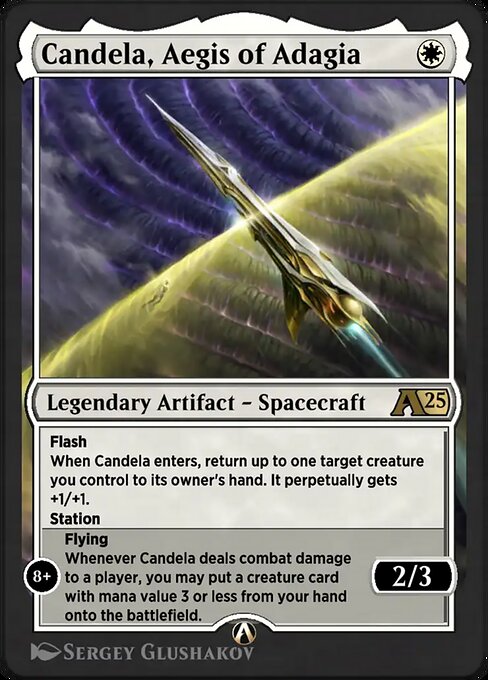 Candela, Aegis of Adagia
Legendary Artifact – Spacecraft
A25
Flash
When Candela enters, return up to one target creature
you control to its owner's hand. It perpetually gets
+1/+1.
Station
Flying
Whenever Candela deals combat damage
to a player, you may put a creature card
with mana value 3 or less from your hand
onto the battlefield.
8+
2/3
Sergey Glushakov